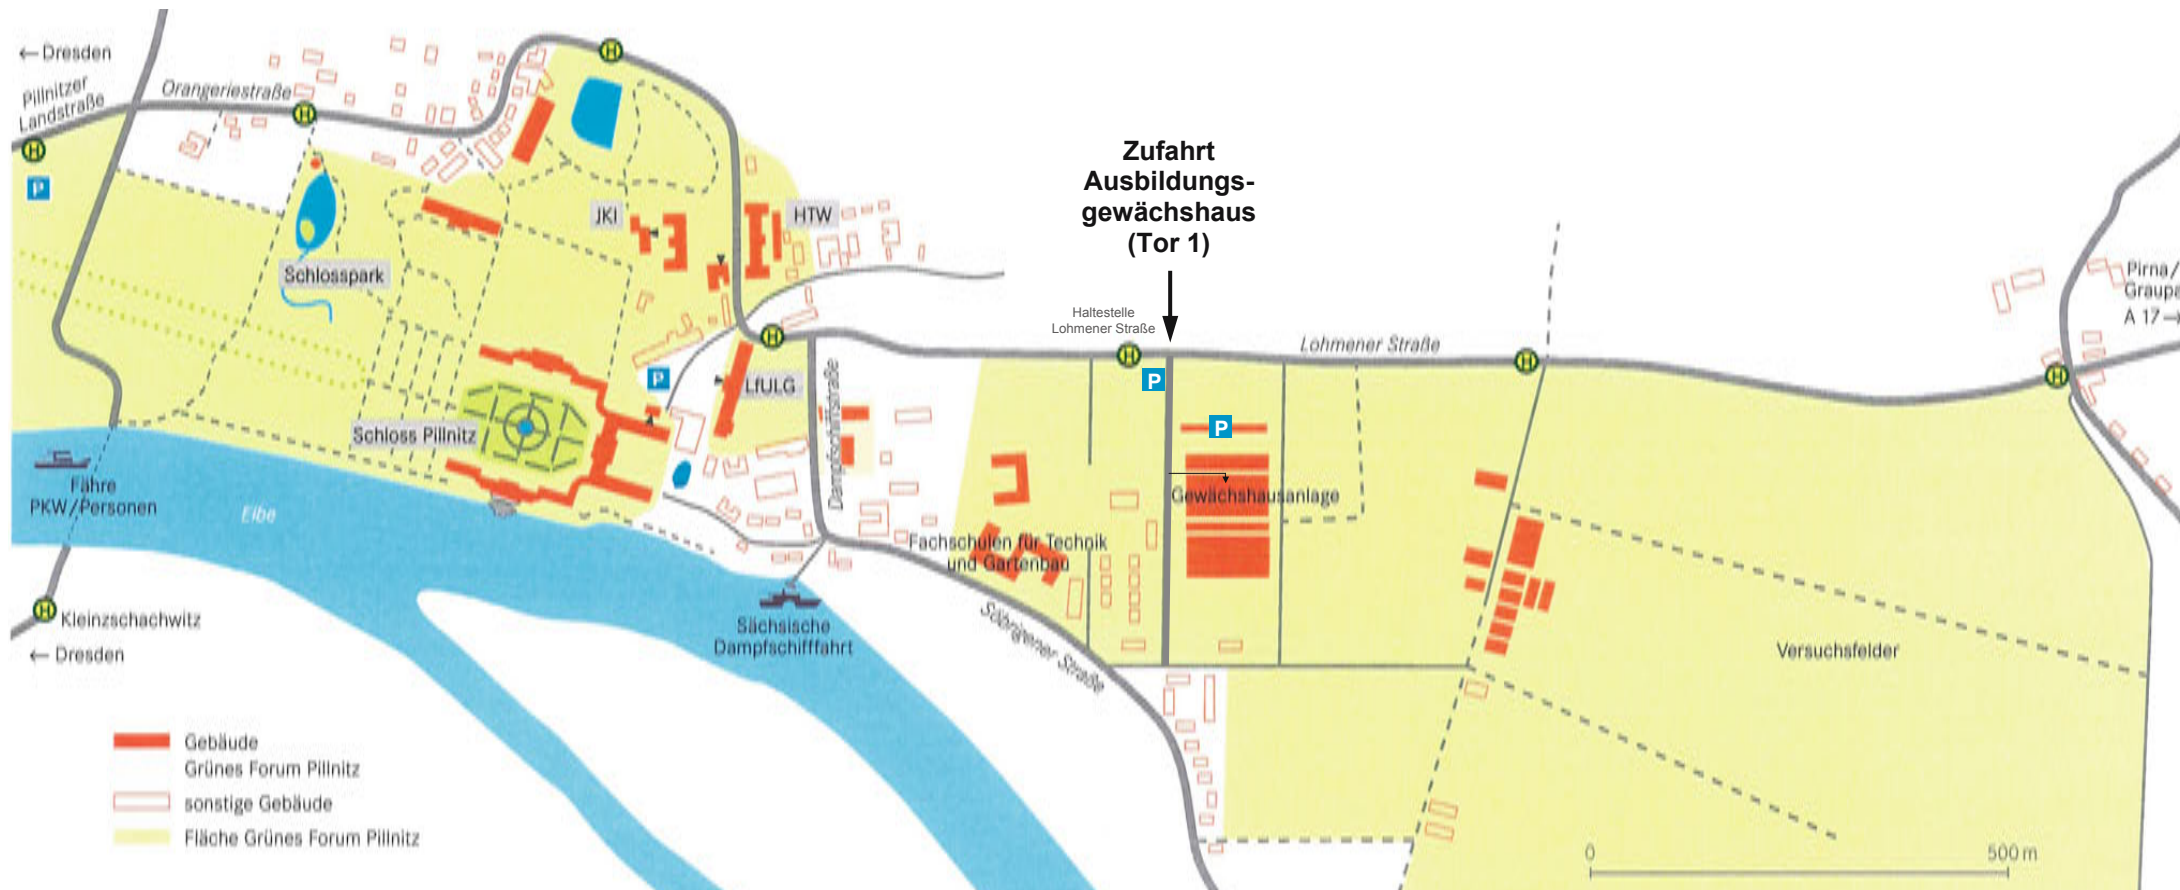 ← Dresden
Pillnitzer
Landstraße
Orangeriestraße
H
H
H
P
JKI
HTW
Schlosspark
Zufahrt
Ausbildungs-
gewächshaus
(Tor 1)
Haltestelle
Lohmener Straße
Lohmener Straße
H
H
H
H
Pirna/
Graupa
A 17→
P
P
P
LfULG
Dampfschiffstraße
Schloss Pillnitz
Gewächshausanlage
Fähre
PKW/Personen
Elbe
Fachschulen für Technik
und Gartenbau
H
Kleinzschachwitz
← Dresden
Sächsische
Dampfschifffahrt
Söbrigener Straße
Versuchsfelder
Gebäude
Grünes Forum Pillnitz
sonstige Gebäude
Fläche Grünes Forum Pillnitz
0
500 m